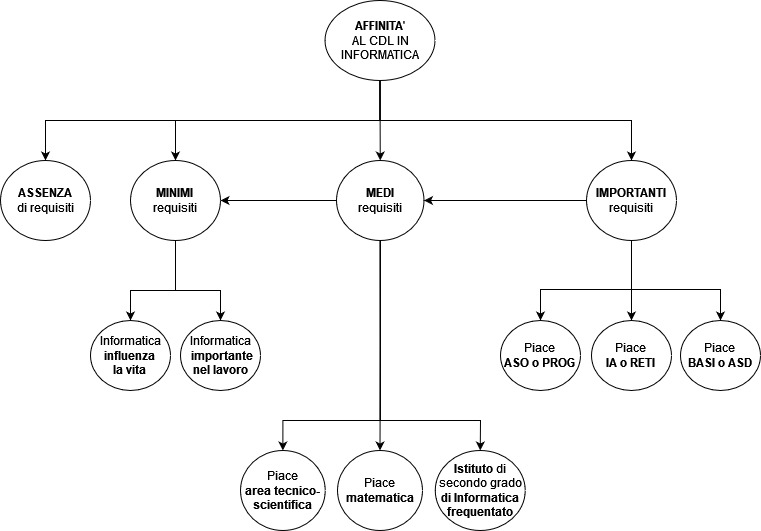 AFFINITA'
AL CDL IN
INFORMATICA
ASSENZA
di requisiti
MINIMI
requisiti
MEDI
requisiti
IMPORTANTI
requisiti
Informatica
influenza
la vita
Informatica
importante
nel lavoro
Piace
ASO o PROG
Piace
IA o RETI
Piace
BASI o ASD
Piace
area tecnico-
scientifica
Piace
matematica
Istituto di
secondo grado
di Informatica
frequentato